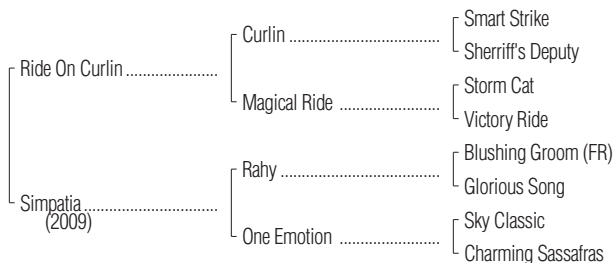 Smart Strike
Curlin
Sherriff's Deputy
Ride On Curlin
Storm Cat
Magical Ride
Victory Ride
Blushing Groom (FR)
Rahy
Glorious Song
Simpatia
(2009)
Sky Classic
One Emotion
Charming Sassafras